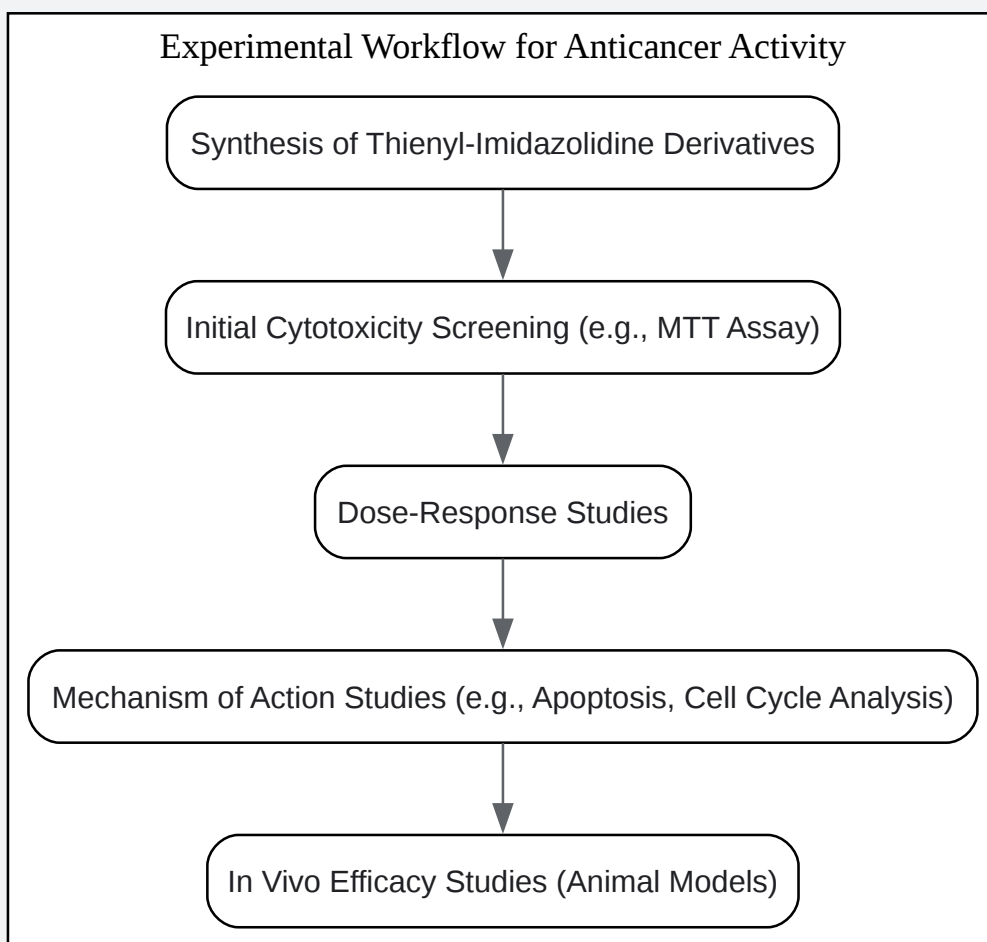 Experimental Workflow for Anticancer Activity
Synthesis of Thienyl-Imidazolidine Derivatives
Initial Cytotoxicity Screening (e.g., MTT Assay)
Dose-Response Studies
Mechanism of Action Studies (e.g., Apoptosis, Cell Cycle Analysis)
In Vivo Efficacy Studies (Animal Models)